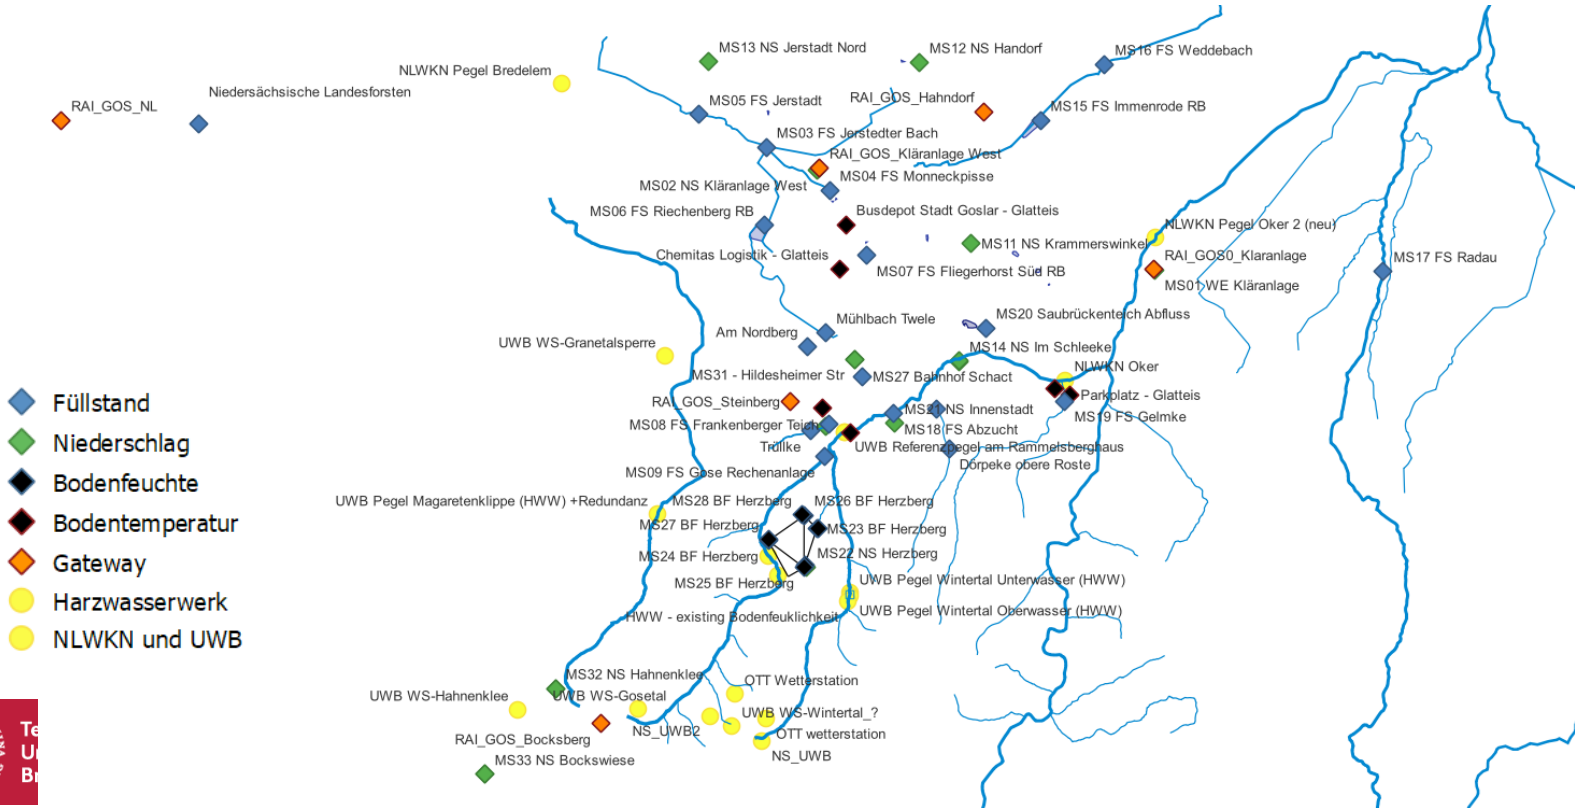 MS13 NS Jerstadt Nord
MS12 NS Handorf
MS16 FS Weddebach
NLWKN Pegel Bredelem
Niedersächsische Landesforsten
RAI_GOS_NL
MS05 FS Jerstadt
RAI_GOS_Hahndorf
MS15 FS Immenrode RB
MS03 FS Jerstedter Bach
RAI_GOS_Kläranlage West
MS04 FS Monneckpisse
MS02 NS Kläranlage West
MS06 FS Riechenberg RB
Busdepot Stadt Goslar - Glatteis
NLWKN Pegel Oker 2 (neu)
MS11 NS Krammerswinkel
Chemitas Logistik - Glatteis
RAI_GOS0_Klaranlage
MS17 FS Radau
MS07 FS Fliegerhorst Süd RB
MS01 WE Kläranlage
MS20 Saubrückenteich Abfluss
Mühlbach Twele
Am Nordberg
UWB WS-Granetalsperre
MS14 NS Im Schleeke
NLWKN Oker
MS31 - Hildesheimer Str
MS27 Bahnhof Schact
Parkplatz - Glatteis
RAI_GOS_Steinberg
MS21 NS Innenstadt
MS19 FS Gelmke
MS08 FS Frankenberger Teich
MS18 FS Abzucht
Trüllke
UWB Referenzpegel am Rammelsberghaus
Dörpeke obere Roste
MS09 FS Gose Rechenanlage
UWB Pegel Magaretenklippe (HWW) +Redundanz
MS28 BF Herzberg
MS26 BF Herzberg
MS27 BF Herzberg
MS23 BF Herzberg
MS24 BF Herzberg
MS22 NS Herzberg
MS25 BF Herzberg
UWB Pegel Wintertal Unterwasser (HWW)
HWW - existing Bodenfeuklichkeit
UWB Pegel Wintertal Oberwasser (HWW)
MS32 NS Hahnenklee
OTT Wetterstation
UWB WS-Hahnenklee
UWB WS-Gosetal
UWB WS-Wintertal_?
NS_UWB2
OTT wetterstation
RAI_GOS_Bocksberg
NS_UWB
MS33 NS Bockswiese
Füllstand
Niederschlag
Bodenfeuchte
Bodentemperatur
Gateway
Harzwasserwerk
NLWKN und UWB
Te
Un
Br